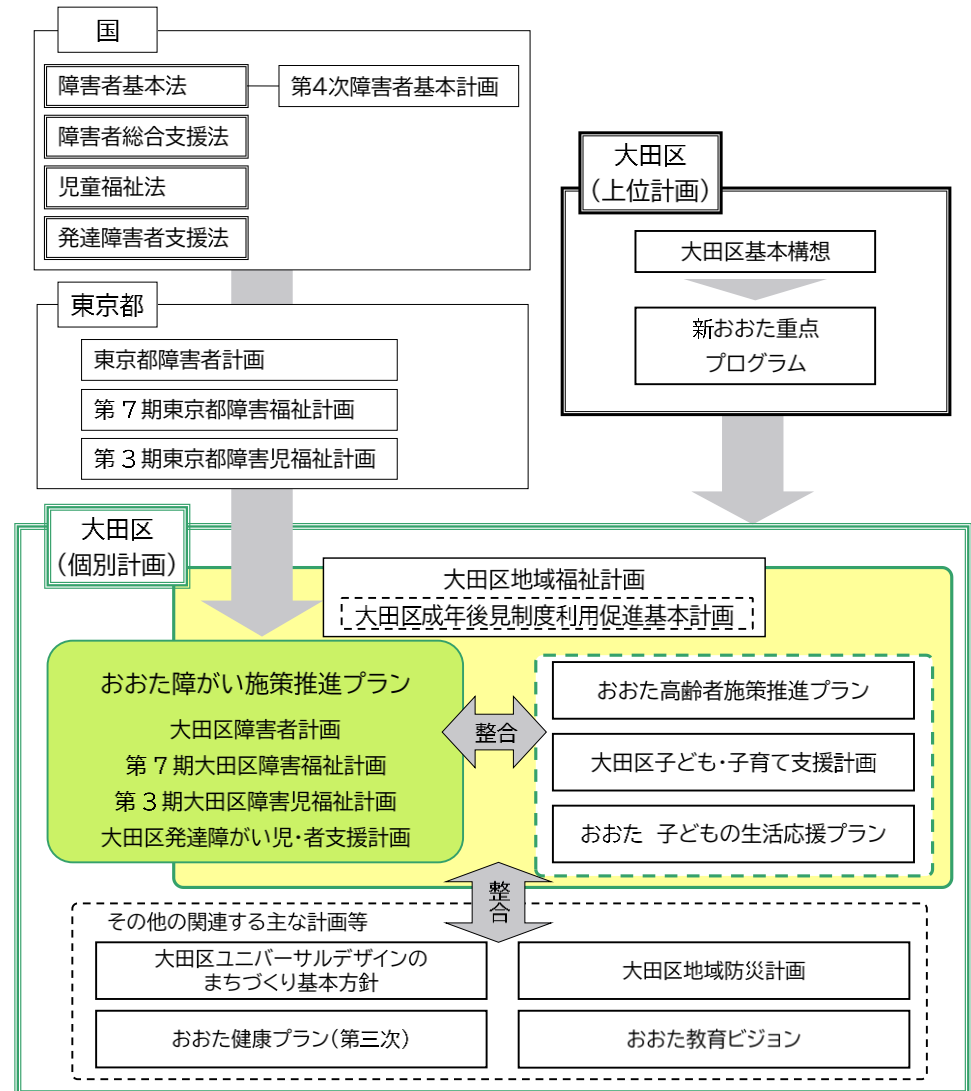 国
障害者基本法
第4次障害者基本計画
障害者総合支援法
児童福祉法
発達障害者支援法
東京都
東京都障害者計画
第7期東京都障害福祉計画
第3期東京都障害児福祉計画
大田区
(上位計画)
大田区基本構想
新おおた重点
プログラム
大田区
(個別計画)
大田区地域福祉計画
大田区成年後見制度利用促進基本計画
おおた障がい施策推進プラン
大田区障害者計画
第7期大田区障害福祉計画
第3期大田区障害児福祉計画
大田区発達障がい児・者支援計画
整合
おおた高齢者施策推進プラン
大田区子ども・子育て支援計画
おおた 子どもの生活応援プラン
整合
その他の関連する主な計画等
大田区ユニバーサルデザインの
まちづくり基本方針
大田区地域防災計画
おおた健康プラン(第三次)
おおた教育ビジョン